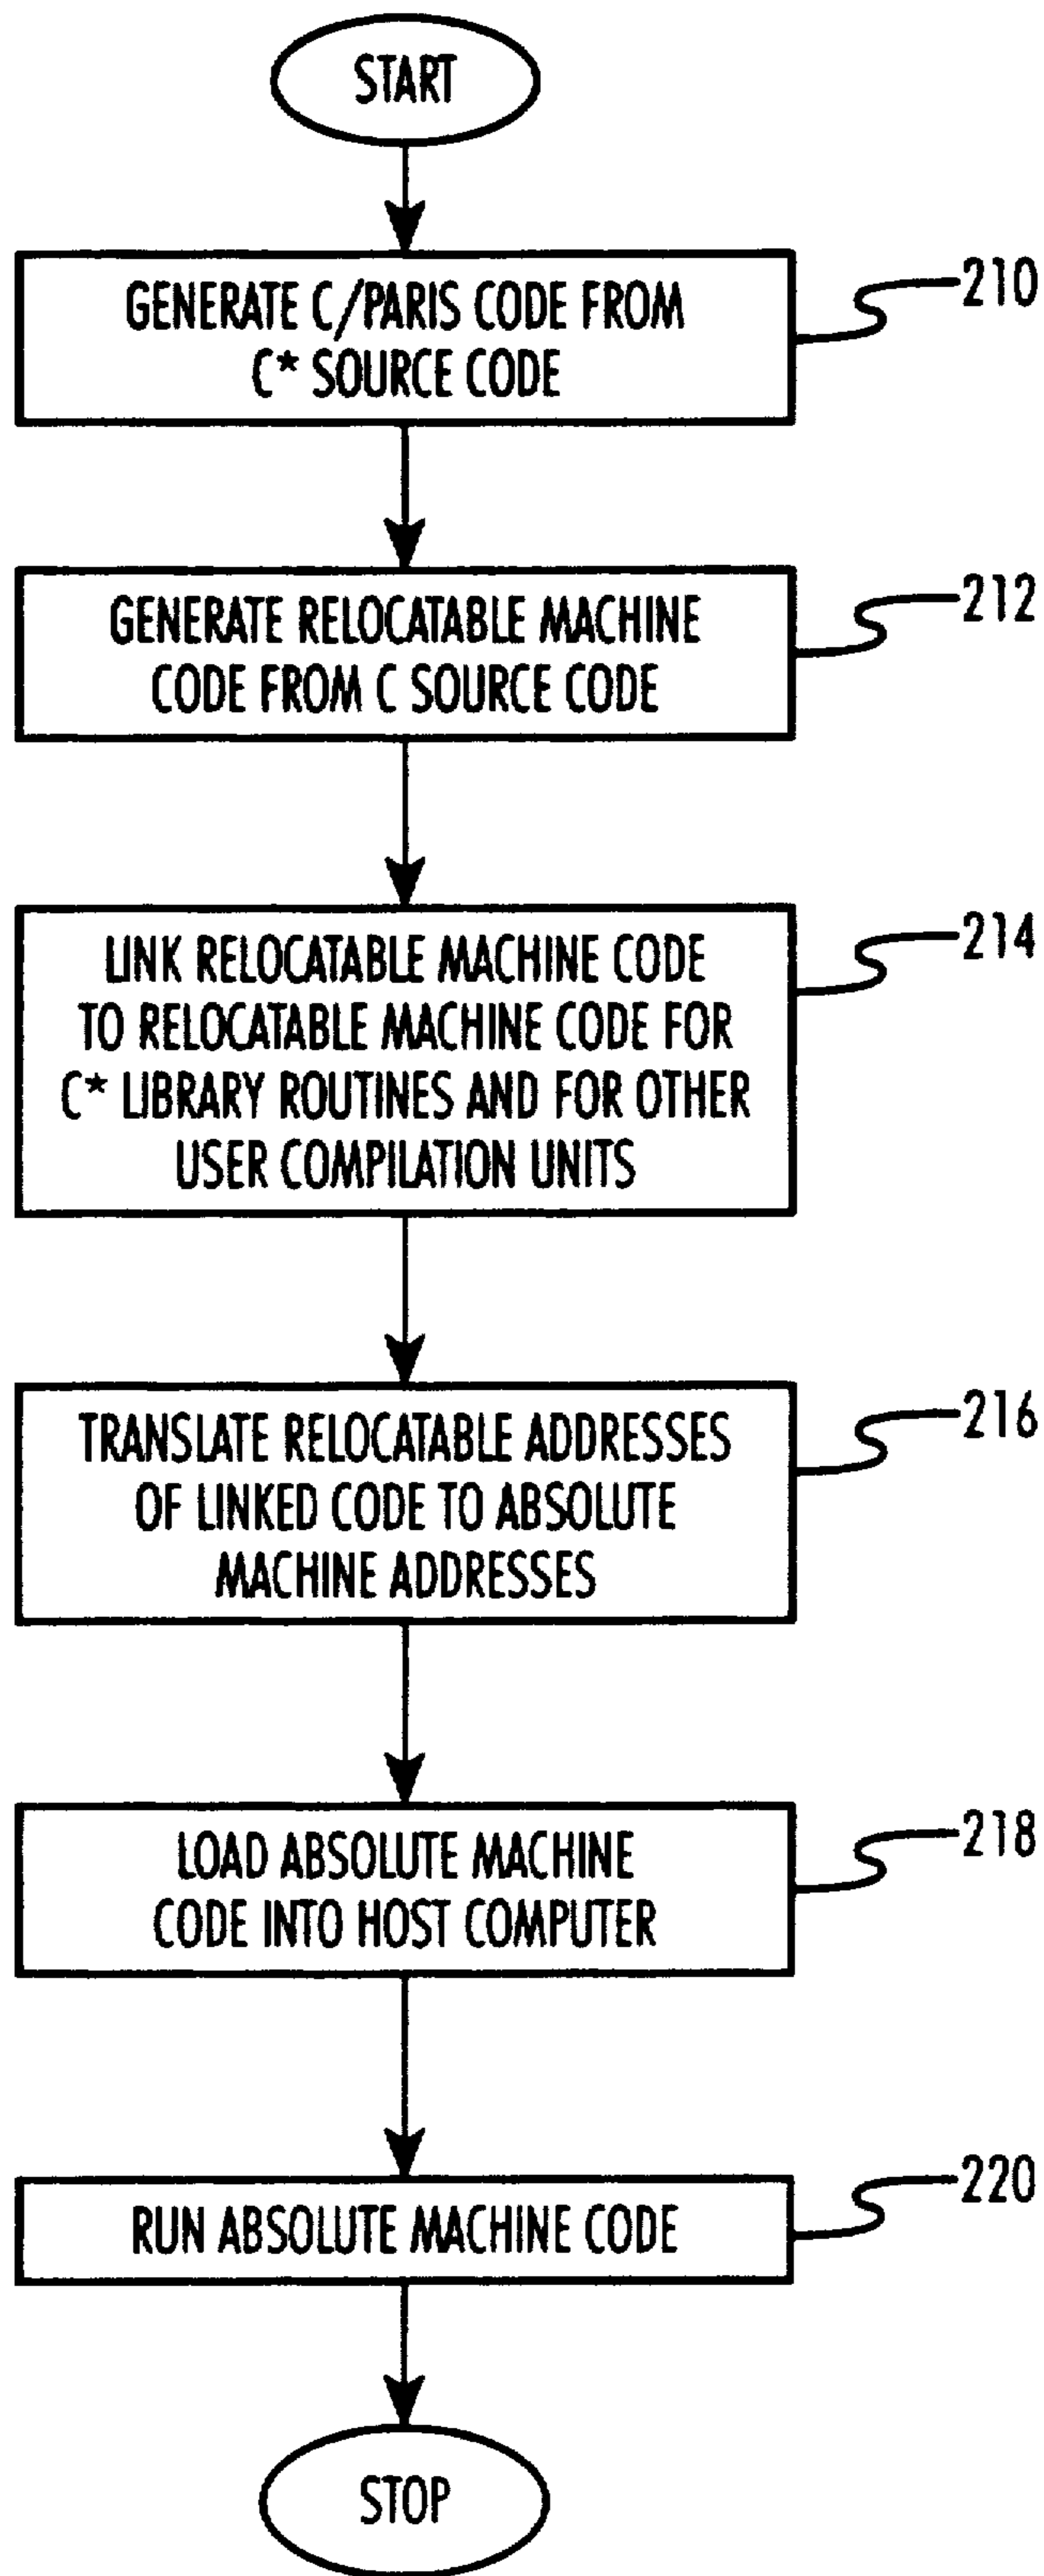 START
GENERATE C/PARIS CODE FROM
C* SOURCE CODE
210
GENERATE RELOCATABLE MACHINE
CODE FROM C SOURCE CODE
212
LINK RELOCATABLE MACHINE CODE
TO RELOCATABLE MACHINE CODE FOR
C* LIBRARY ROUTINES AND FOR OTHER
USER COMPILATION UNITS
214
TRANSLATE RELOCATABLE ADDRESSES
OF LINKED CODE TO ABSOLUTE
MACHINE ADDRESSES
216
LOAD ABSOLUTE MACHINE
CODE INTO HOST COMPUTER
218
RUN ABSOLUTE MACHINE CODE
220
STOP